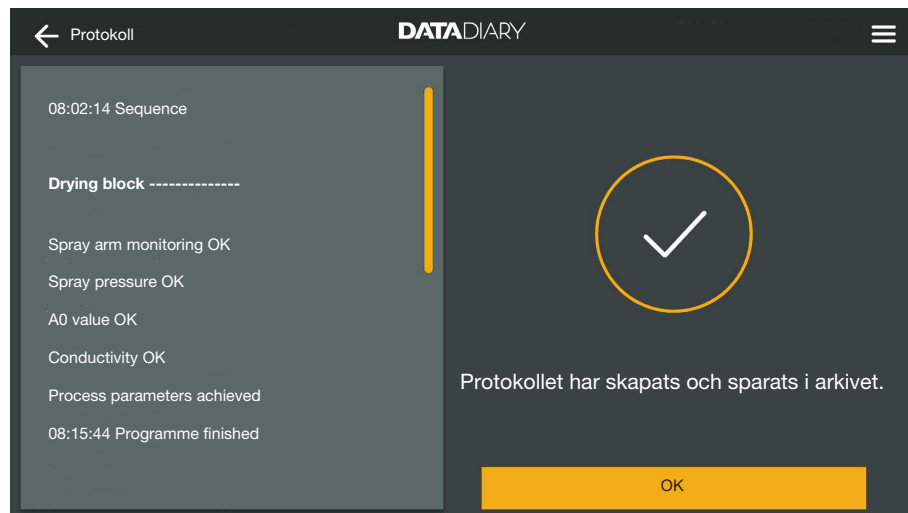 Protokoll
DATADIARY
08:02:14 Sequence
Drying block --------------
Spray arm monitoring OK
Spray pressure OK
A0 value OK
Conductivity OK
Process parameters achieved
08:15:44 Programme finished
Protokollet har skapats och sparats i arkivet.
OK